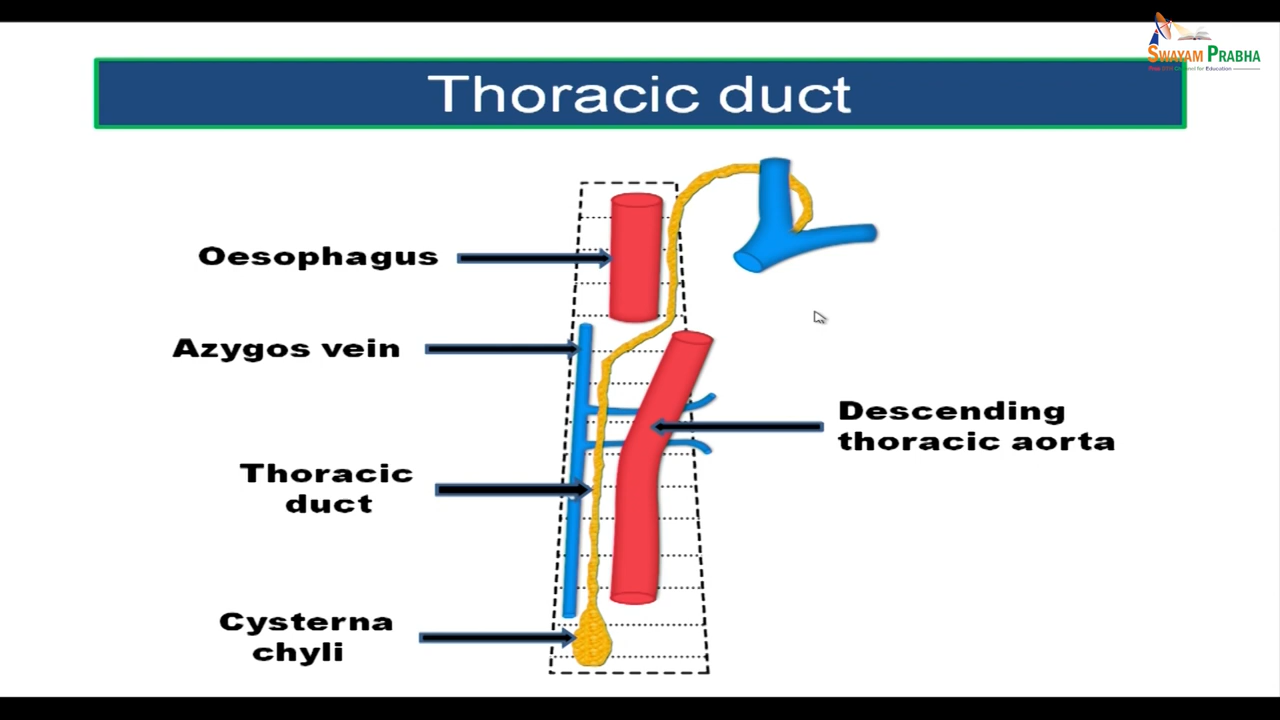 SWAYAM PRABHA
Thoracic duct
Oesophagus
Azygos vein
Descending
thoracic aorta
Thoracic
duct
Cysterna
chyli